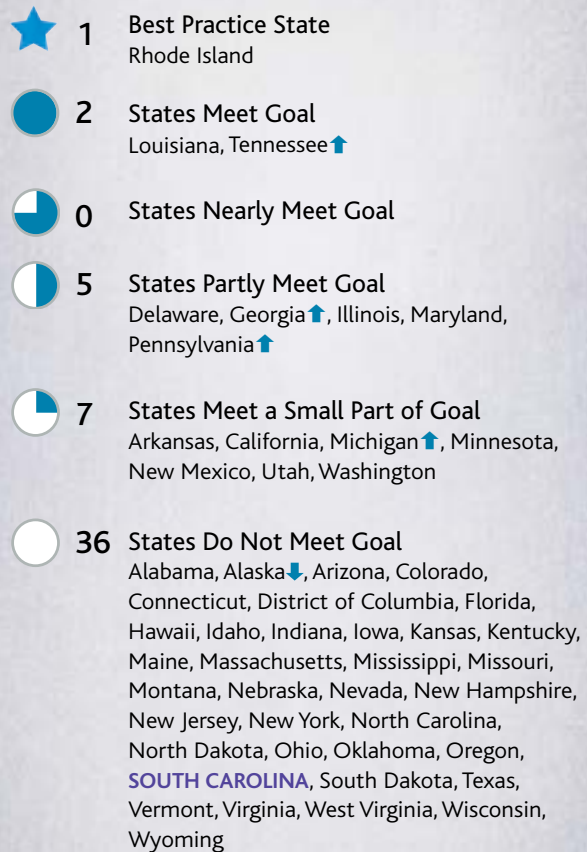 1 Best Practice State
Rhode Island
2 States Meet Goal
Louisiana, Tennessee⬆
0 States Nearly Meet Goal
5 States Partly Meet Goal
Delaware, Georgia⬆, Illinois, Maryland,
Pennsylvania⬆
7 States Meet a Small Part of Goal
Arkansas, California, Michigan⬆, Minnesota,
New Mexico, Utah, Washington
36 States Do Not Meet Goal
Alabama, Alaska⬇, Arizona, Colorado,
Connecticut, District of Columbia, Florida,
Hawaii, Idaho, Indiana, Iowa, Kansas, Kentucky,
Maine, Massachusetts, Mississippi, Missouri,
Montana, Nebraska, Nevada, New Hampshire,
New Jersey, New York, North Carolina,
North Dakota, Ohio, Oklahoma, Oregon,
SOUTH CAROLINA, South Dakota, Texas,
Vermont, Virginia, West Virginia, Wisconsin,
Wyoming